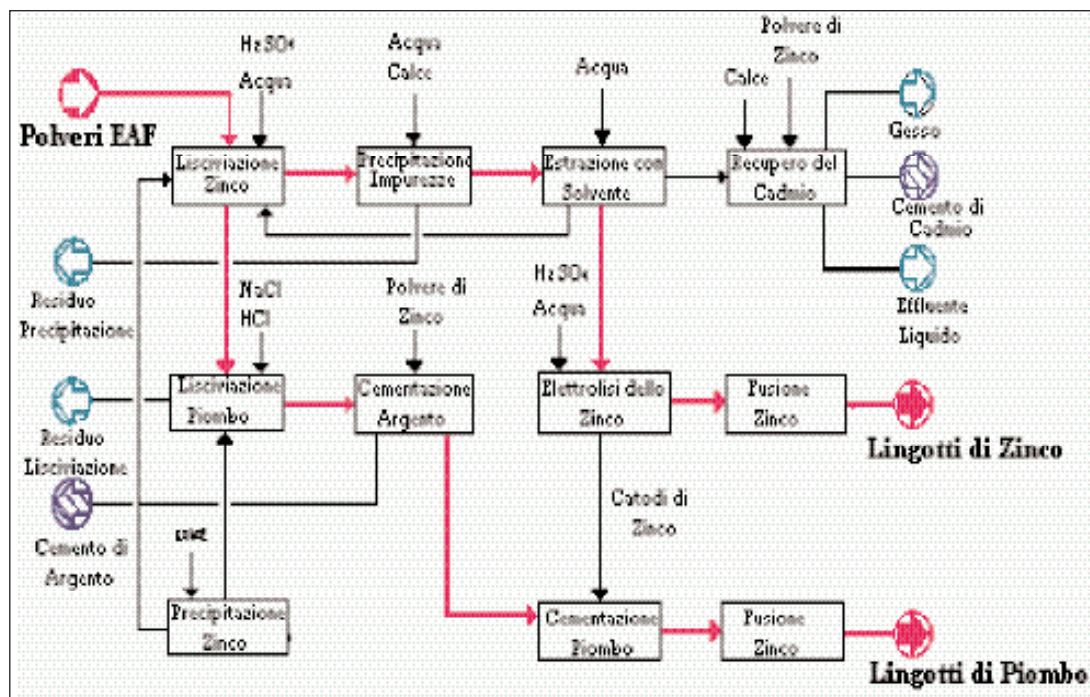 H₂SO₄
Acqua
Acqua
Calce
Acqua
Polvere di
Zinco
Calce
Polveri EAF
Lisciviazione
Zinco
Precipitazione
Impurezze
Estrazione con
Solvente
Recupero del
Cadmio
Gesso
Cemento di
Cadmio
Effluente
Liquido
Residuo
Precipitazione
NaCl
HCl
Polvere di
Zinco
H₂SO₄
Acqua
Lisciviazione
Piombo
Cementazione
Argento
Elettrolisi dello
Zinco
Fusione
Zinco
Lingotti di Zinco
Residuo
Lisciviazione
Cemento di
Argento
Catodi di
Zinco
Precipitazione
Zinco
Cementazione
Piombo
Fusione
Zinco
Lingotti di Piombo